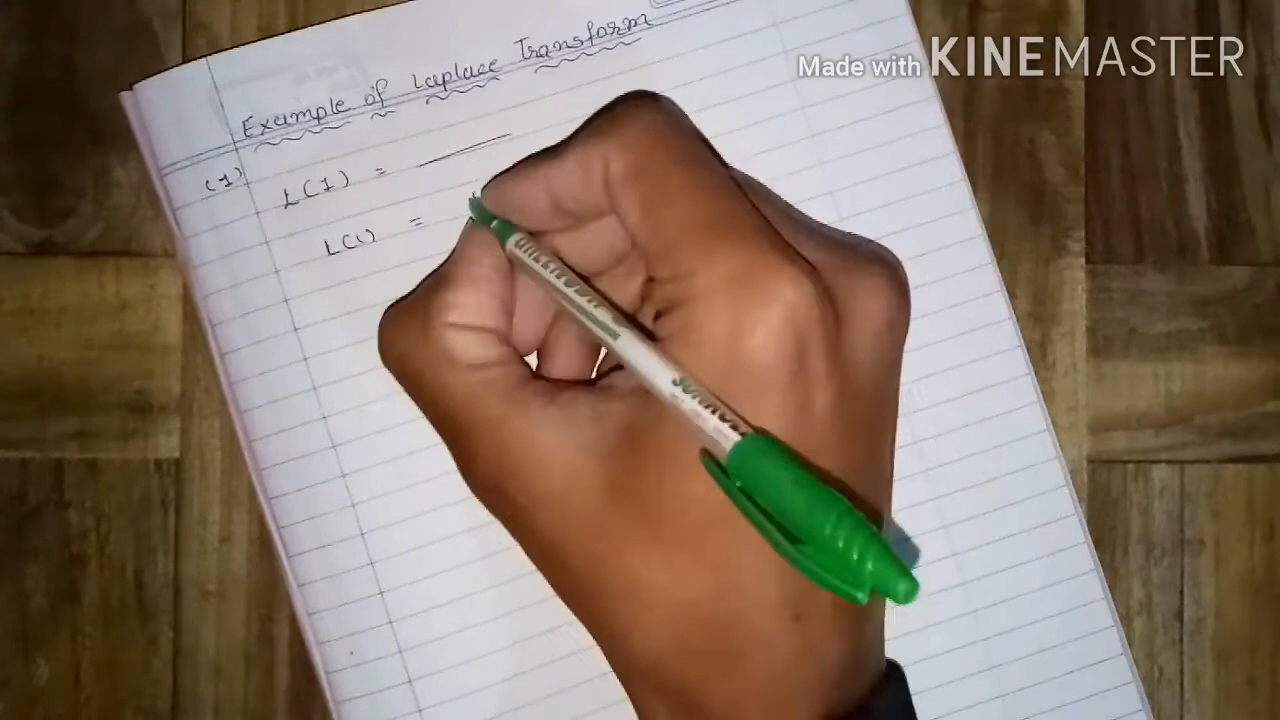 Made with KINEMASTER
Example of Laplace Transform
(1) L(1) =
L(1) =